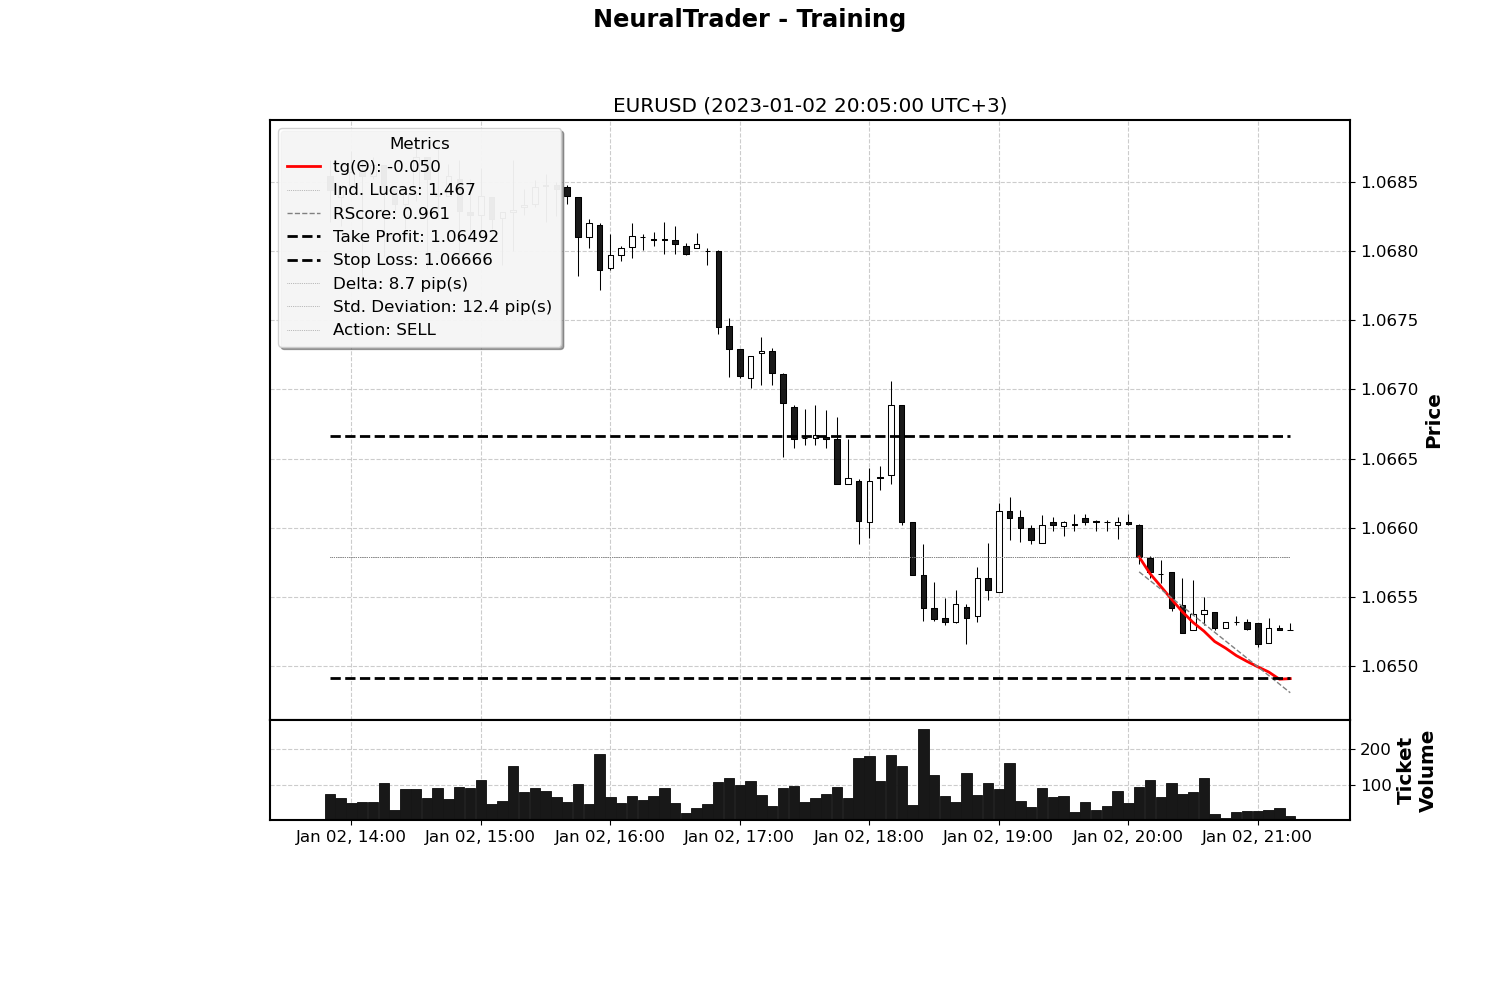 NeuralTrader - Training
EURUSD (2023-01-02 20:05:00 UTC+3)
Metrics
tg(Θ): -0.050
Ind. Lucas: 1.467
RScore: 0.961
Take Profit: 1.06492
Stop Loss: 1.06666
Delta: 8.7 pip(s)
Std. Deviation: 12.4 pip(s)
Action: SELL
1.0685
1.0680
1.0675
1.0670
1.0665
1.0660
1.0655
1.0650
Price
200
100
Ticket
Volume
Jan 02, 14:00 Jan 02, 15:00 Jan 02, 16:00 Jan 02, 17:00 Jan 02, 18:00 Jan 02, 19:00 Jan 02, 20:00 Jan 02, 21:00